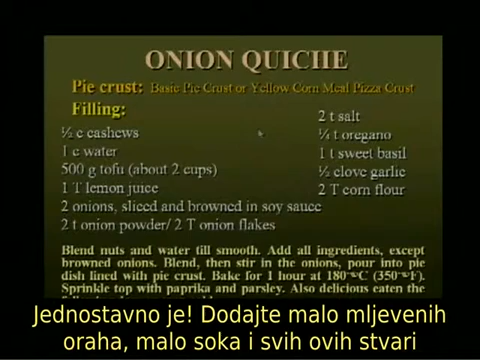 ONION QUICHE
Pie crust: Basic Pie Crust or Yellow Corn Meal Pizza Crust
Filling:
½ c cashews
1 c water
500 g tofu (about 2 cups)
1 T lemon juice
2 onions, sliced and browned in soy sauce
2 t onion powder/ 2 T onion flakes
2 t salt
¼ t oregano
1 t sweet basil
½ clove garlic
2 T corn flour
Blend nuts and water till smooth. Add all ingredients, except
browned onions. Blend, then stir in the onions, pour into pie
dish lined with pie crust. Bake for 1 hour at 180°C (350°F).
Sprinkle top with paprika and parsley. Also delicious eaten the
Jednostavno je! Dodajte malo mljevenih
oraha, malo soka i svih ovih stvari